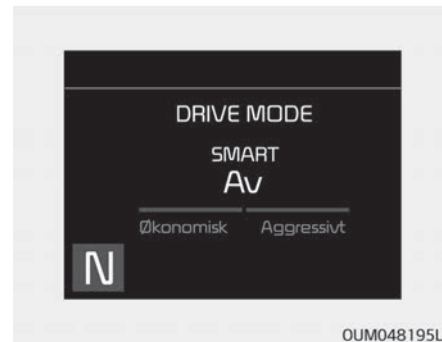 DRIVE MODE
SMART
Av
Økonomisk Aggressivt
N
OUM048195L